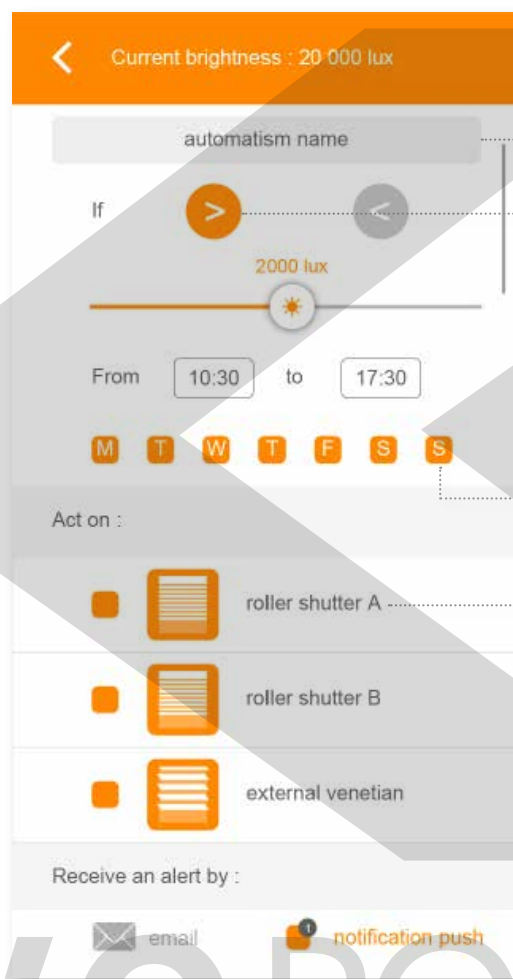 Current brightness : 20 000 lux
automatism name
If > <
2000 lux
From 10:30 to 17:30
M T W T F S S
Act on :
roller shutter A
roller shutter B
external venetian
Receive an alert by :
email 1 notification push